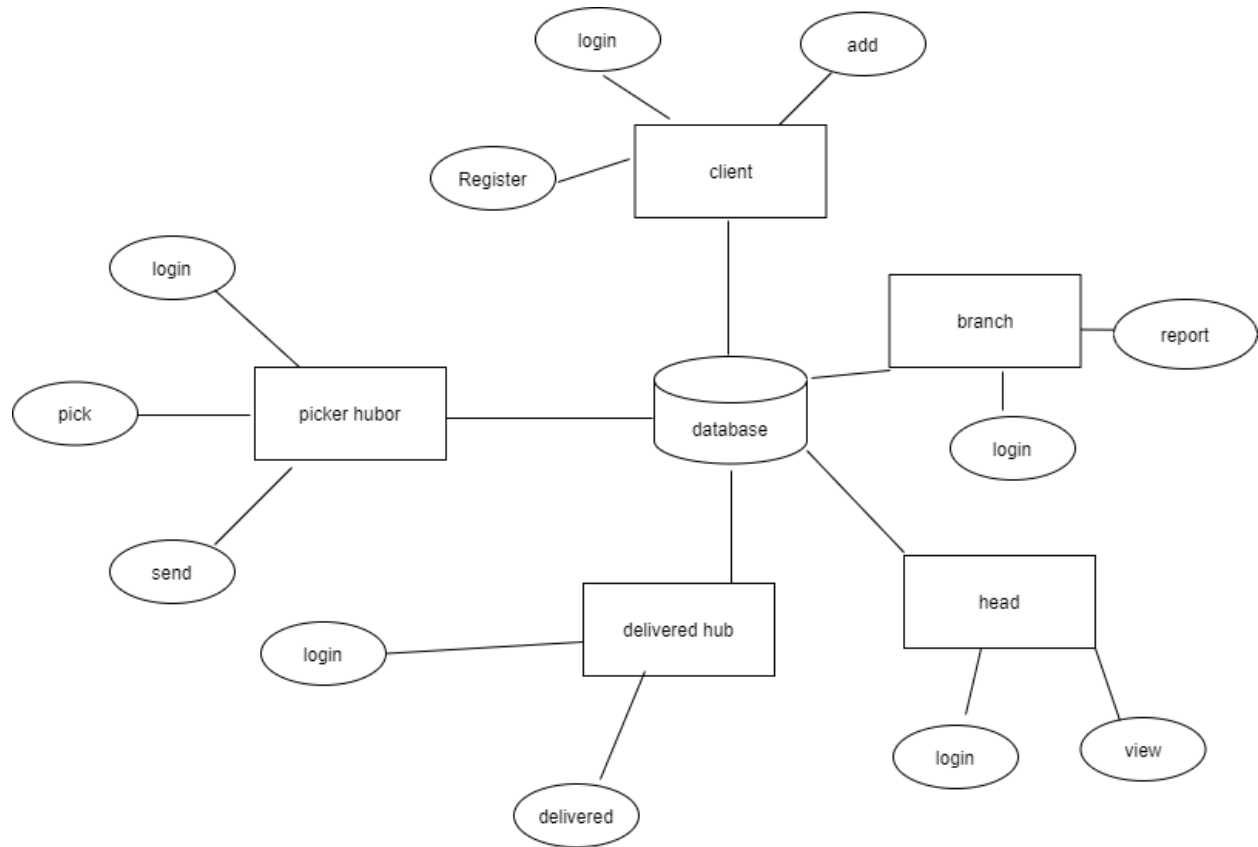 login
add
client
Register
login
branch
report
pick
picker hubor
database
login
send
head
delivered hub
login
login
view
delivered